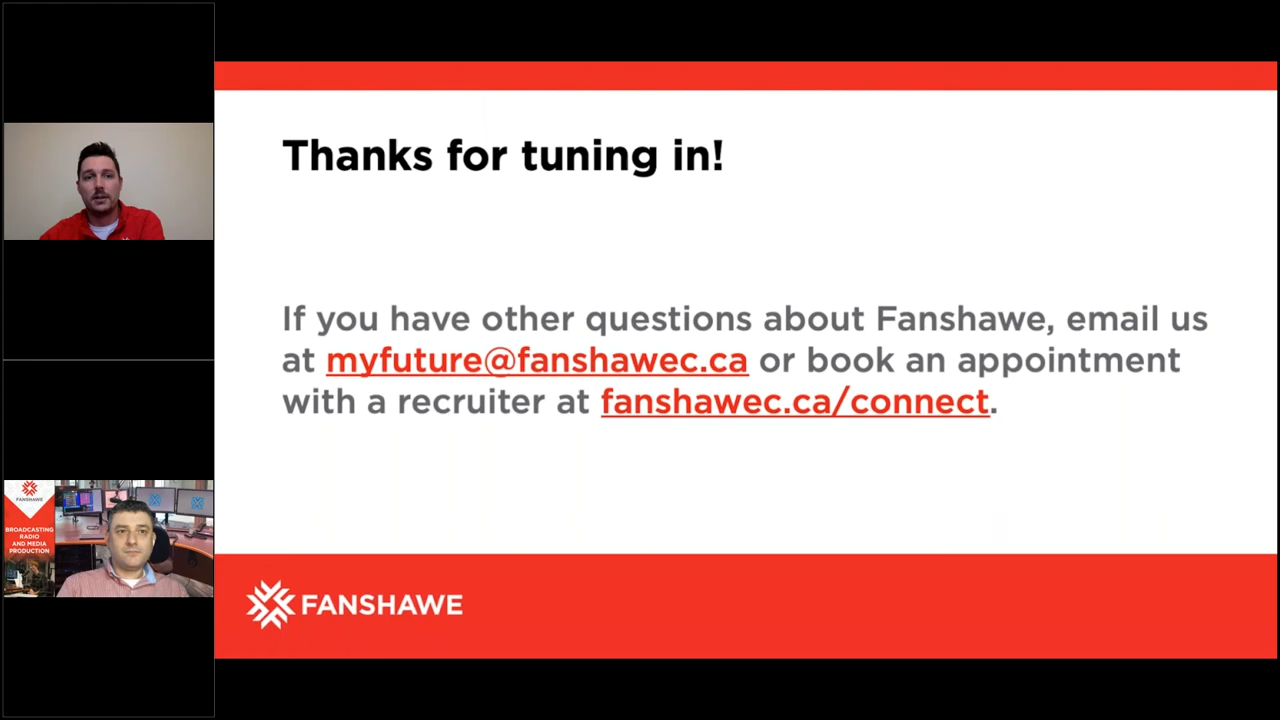 Thanks for tuning in!
If you have other questions about Fanshawe, email us
at myfuture@fanshawec.ca or book an appointment
with a recruiter at fanshawec.ca/connect.
FANSHAWE
FANSHAWE
BROADCASTING
RADIO
AND MEDIA
PRODUCTION